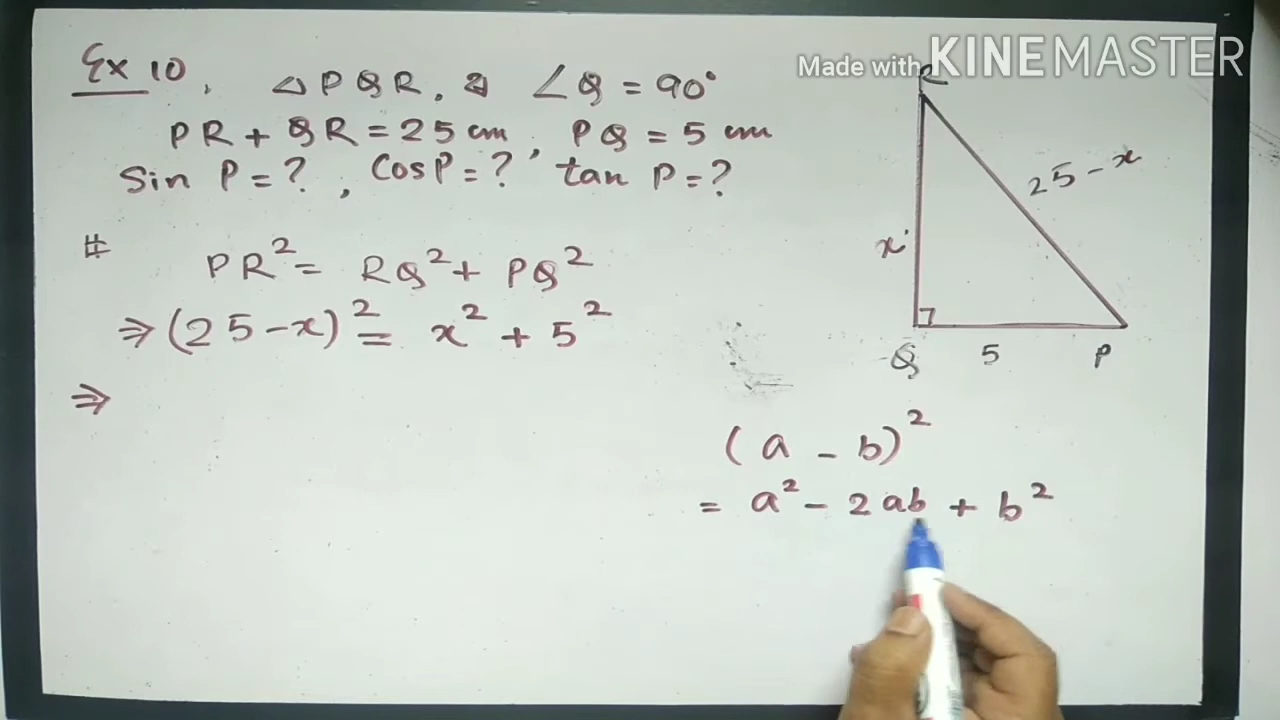 Ex 10, △PQR, ∠Q = 90°
PR + QR = 25 cm, PQ = 5 cm
Sin P = ?, Cos P = ? tan P = ?
PR² = RQ² + PQ²
⇒ (25 - x)² = x² + 5²
⇒
Made with KINEMASTER
R
25 - x
x
Q 5 P
(a - b)²
= a² - 2ab + b²